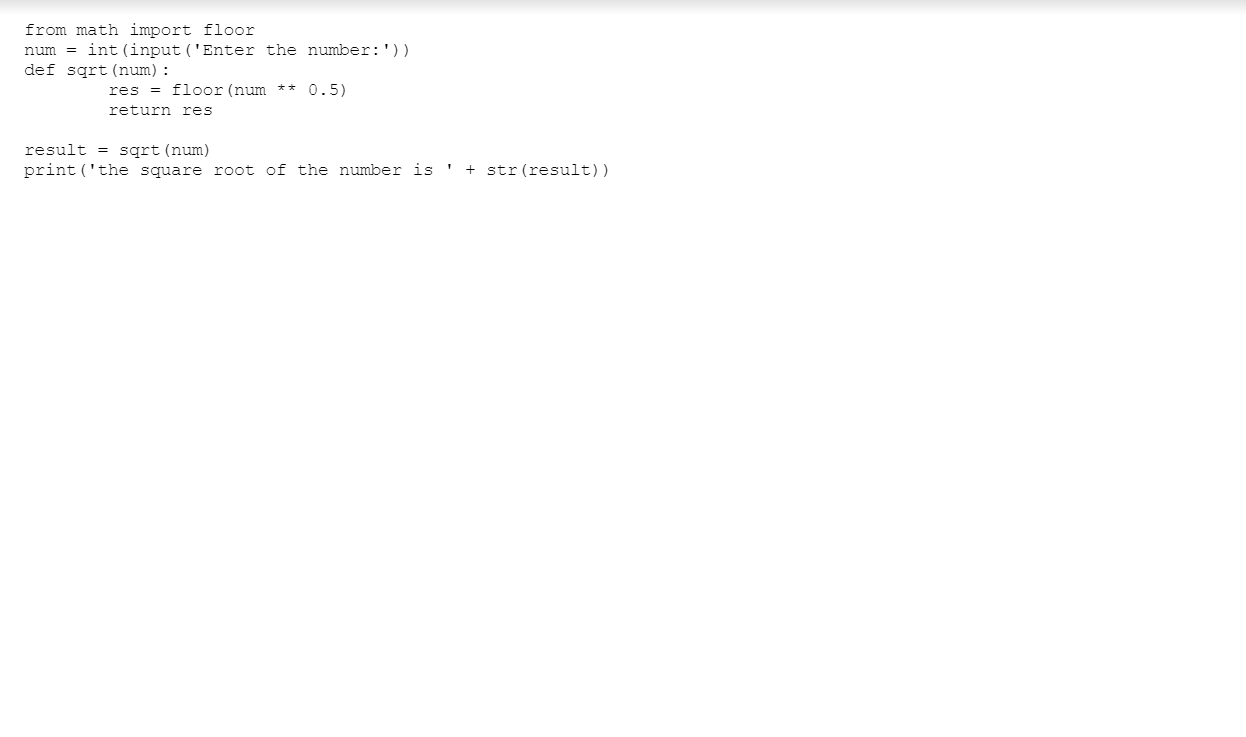 from math import floor
num = int(input('Enter the number:'))
def sqrt(num):
        res = floor(num ** 0.5)
        return res

result = sqrt(num)
print('the square root of the number is ' + str(result))